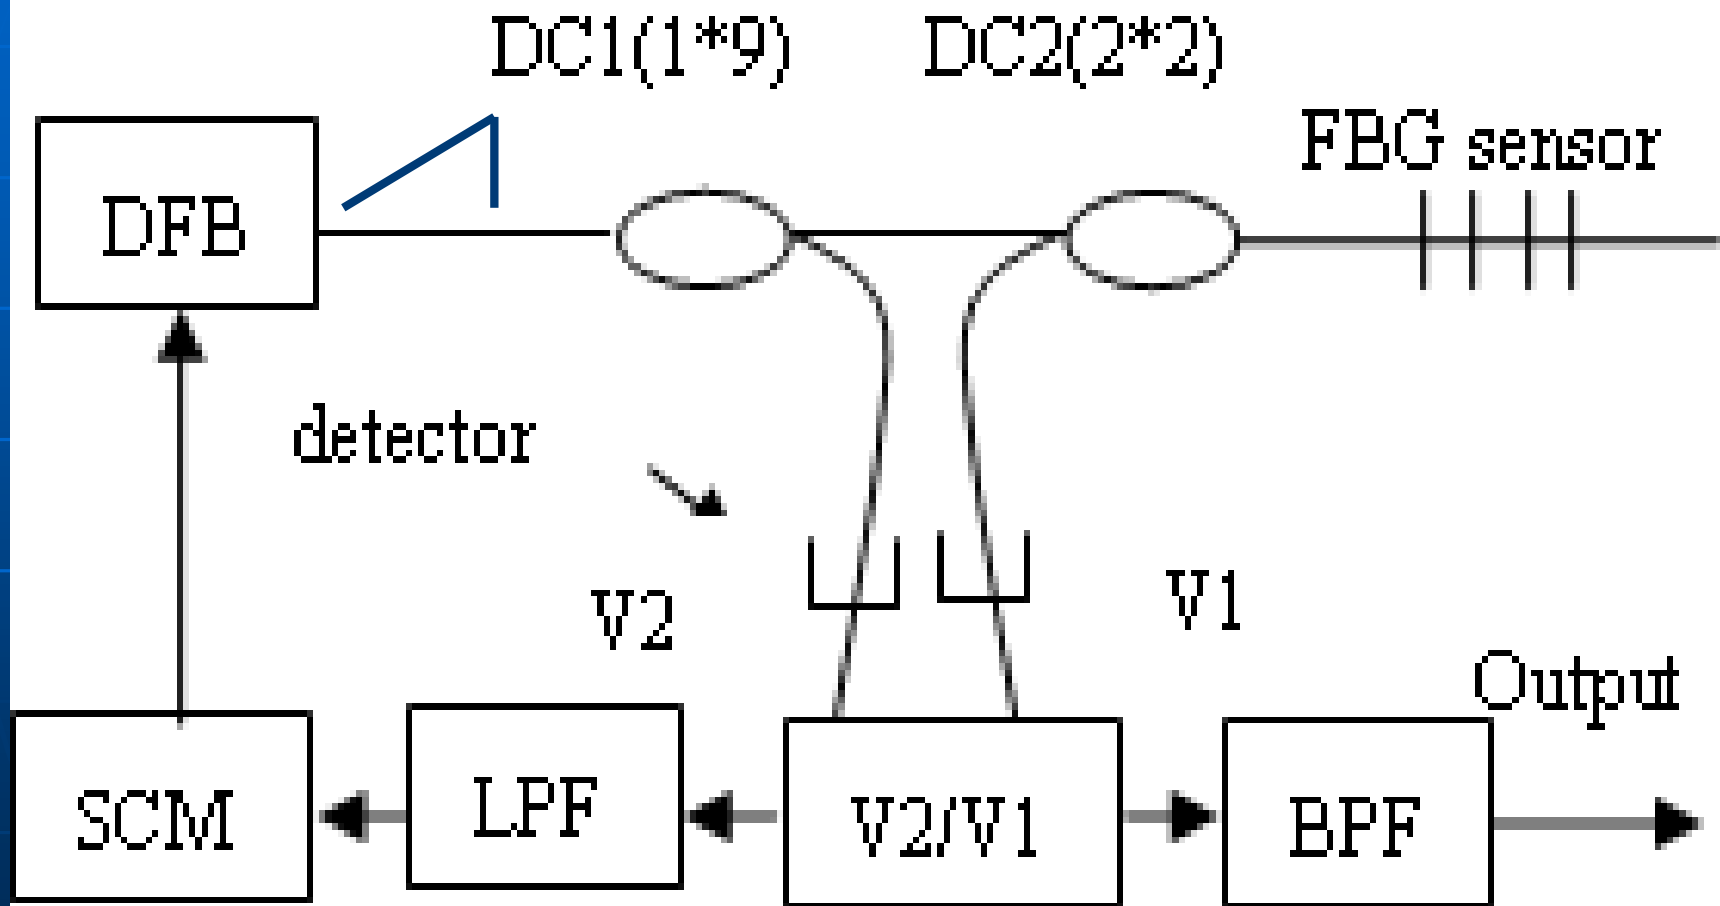 DC1(1*9)
DC2(2*2)
FBG sensor
DFB
detector
V2
V1
Output
SCM
LPF
V2/V1
BPF